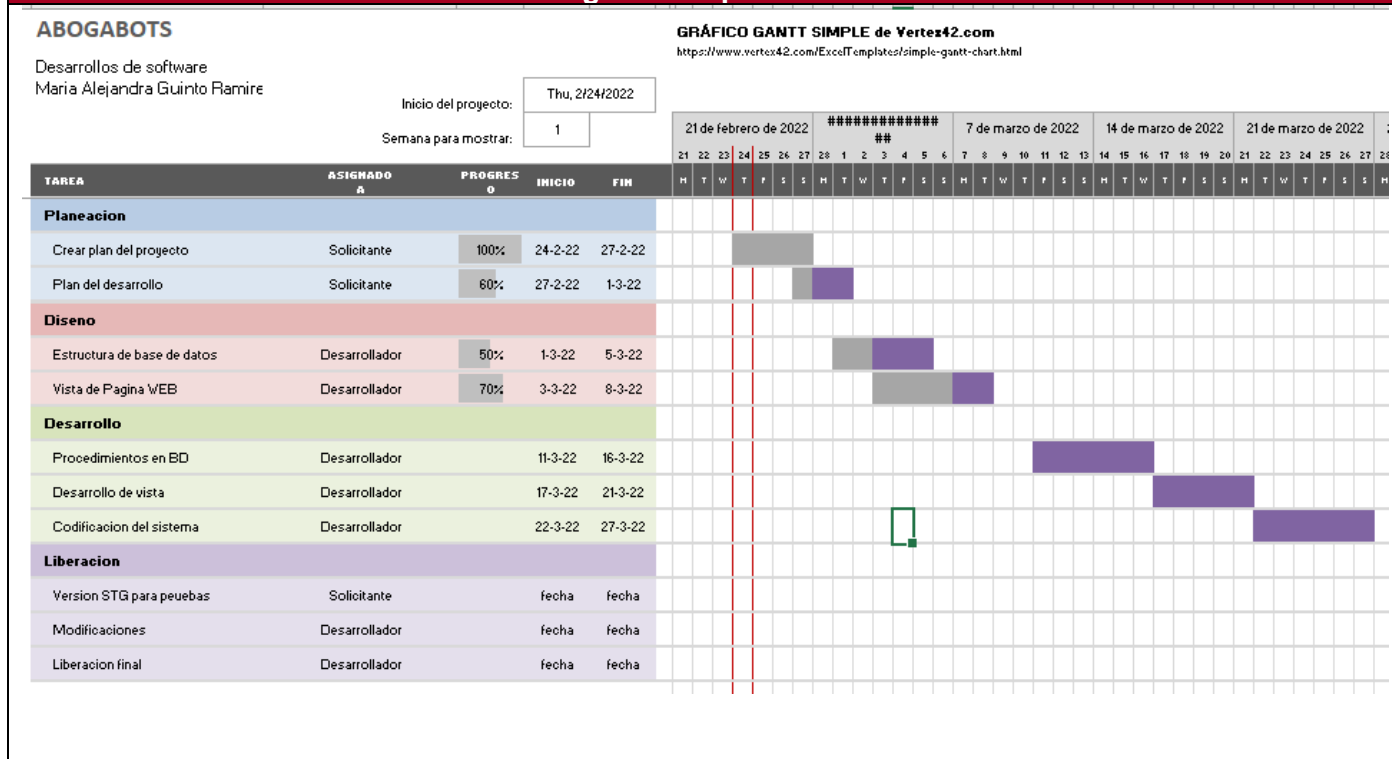 ABOGABOTS
GRÁFICO GANTT SIMPLE de Vertex42.com
https://www.vertex42.com/ExcelTemplates/simple-gantt-chart.html
Desarrollos de software
Maria Alejandra Guinto Ramire
Inicio del proyecto: Thu, 2/24/2022
Semana para mostrar: 1
21 de febrero de 2022 ############### 7 de marzo de 2022 14 de marzo de 2022 21 de marzo de 2022
21 22 23 24 25 26 27 28 1 2 3 4 5 6 7 8 9 10 11 12 13 14 15 16 17 18 19 20 21 22 23 24 25 26 27 28
TAREA ASIGNADO A PROGRESO INICIO FIN M T W T F S S M T W T F S S M T W T F S S M T W T F S S M T W T F S S M
Planeacion
Crear plan del proyecto Solicitante 100% 24-2-22 27-2-22
Plan del desarrollo Solicitante 60% 27-2-22 1-3-22
Diseno
Estructura de base de datos Desarrollador 50% 1-3-22 5-3-22
Vista de Pagina WEB Desarrollador 70% 3-3-22 8-3-22
Desarrollo
Procedimientos en BD Desarrollador 11-3-22 16-3-22
Desarrollo de vista Desarrollador 17-3-22 21-3-22
Codificacion del sistema Desarrollador 22-3-22 27-3-22
Liberacion
Version STG para peuebas Solicitante fecha fecha
Modificaciones Desarrollador fecha fecha
Liberacion final Desarrollador fecha fecha